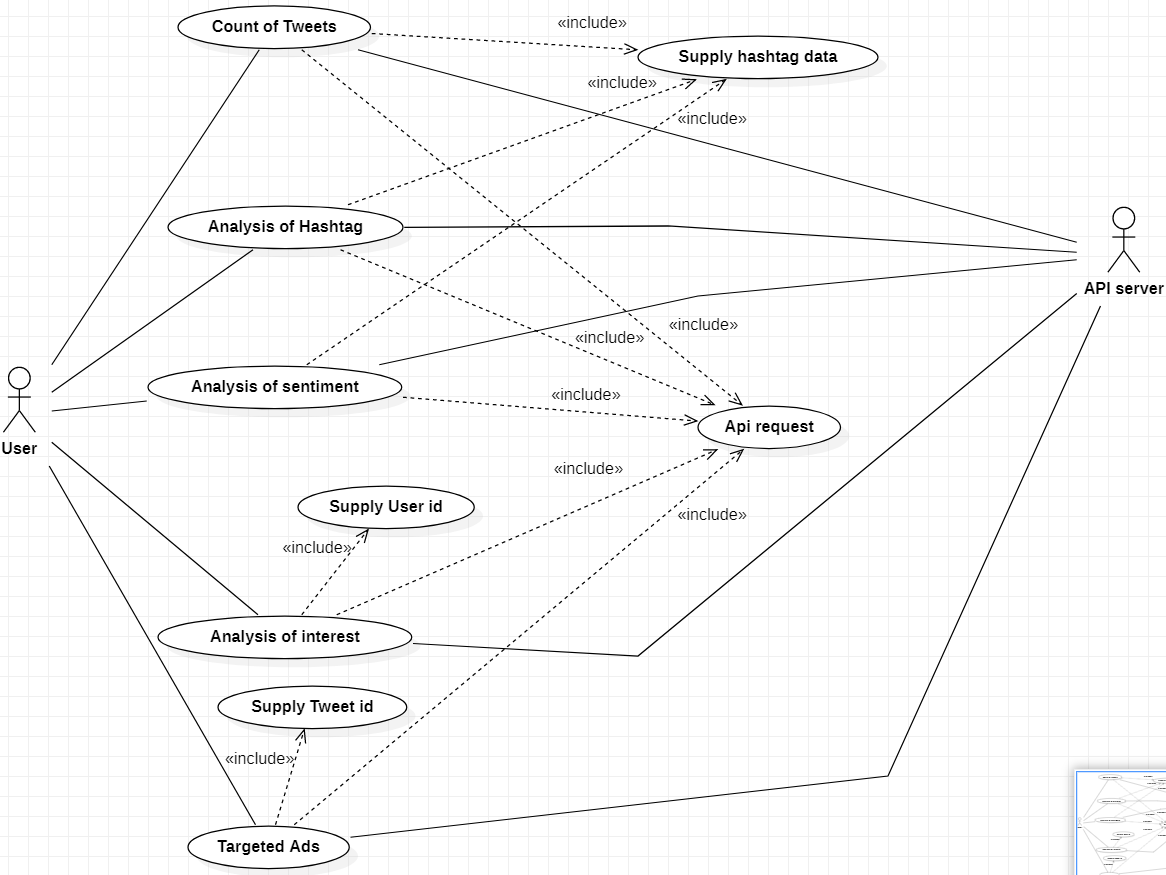 «include»
Count of Tweets
Supply hashtag data
«include»
«include»
Analysis of Hashtag
API server
«include»
«include»
Analysis of sentiment
«include»
Api request
User
«include»
Supply User id
«include»
«include»
Analysis of interest
Supply Tweet id
«include»
Targeted Ads